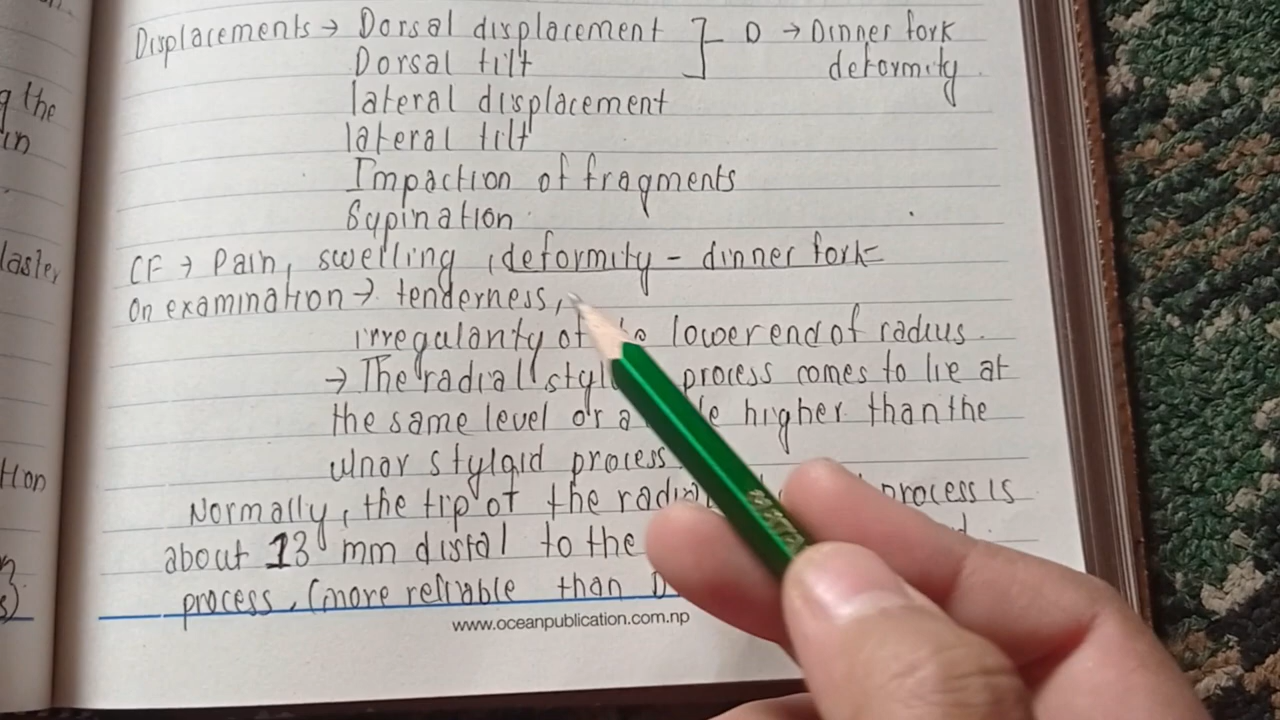 Displacements → Dorsal displacement ] D → Dinner fork
Dorsal tilt deformity.
lateral displacement
lateral tilt
Impaction of fragments
Supination
CF → Pain, swelling, deformity - dinner fork
on examination → tenderness,
irregularity of lower end of radius.
→ The radial process comes to lie at
the same level or a higher than the
ulnar styloid process
Normally, the tip of the process is
about 13 mm distal to the
process, (more reliable than D
www.oceanpublication.com.np
g the
in
Hon
s)